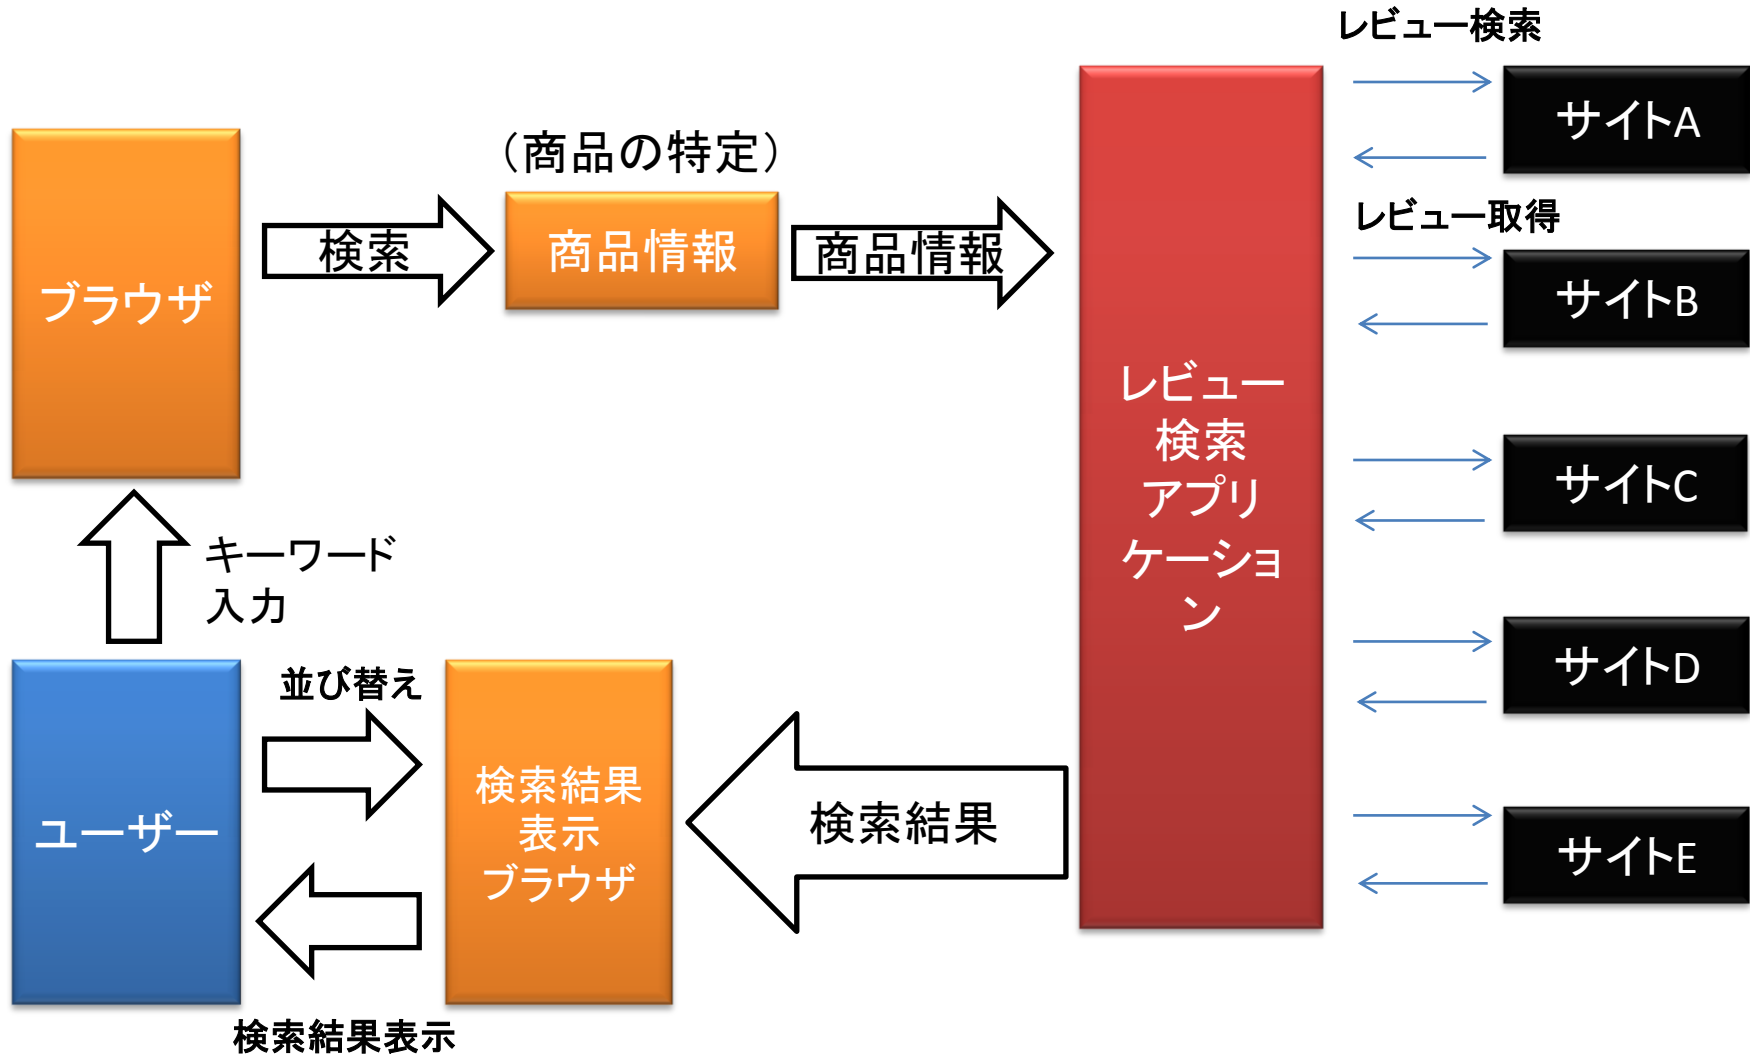 レビュー検索
サイトA
（商品の特定）
ブラウザ
検索
商品情報
商品情報
レビュー取得
サイトB
レビュー
検索
アプリ
ケーショ
ン
サイトC
キーワード
入力
サイトD
並び替え
ユーザー
検索結果
表示
ブラウザ
検索結果
サイトE
検索結果表示